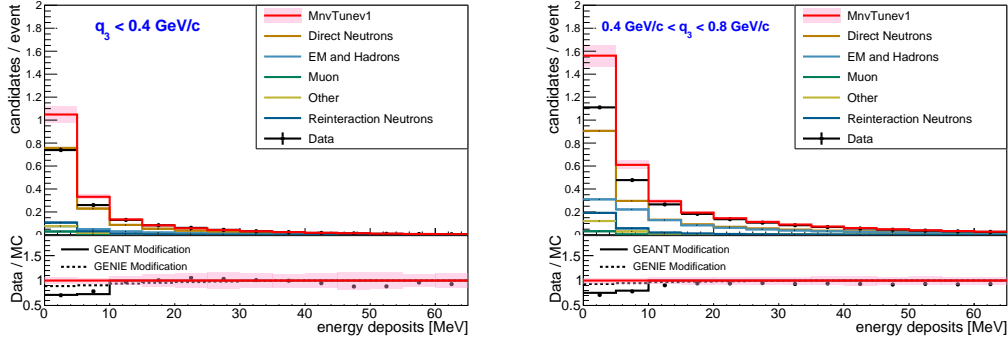 2
1.8
1.6
1.4
1.2
1
0.8
0.6
0.4
0.2
candidates / event
q3 < 0.4 GeV/c
MnvTunev1
Direct Neutrons
EM and Hadrons
Muon
Other
Reinteraction Neutrons
Data
1.5
1
0.5
Data / MC
GEANT Modification
GENIE Modification
0 10 20 30 40 50 60
energy deposits [MeV]
2
1.8
1.6
1.4
1.2
1
0.8
0.6
0.4
0.2
candidates / event
0.4 GeV/c < q3 < 0.8 GeV/c
MnvTunev1
Direct Neutrons
EM and Hadrons
Muon
Other
Reinteraction Neutrons
Data
1.5
1
0.5
Data / MC
GEANT Modification
GENIE Modification
0 10 20 30 40 50 60
energy deposits [MeV]